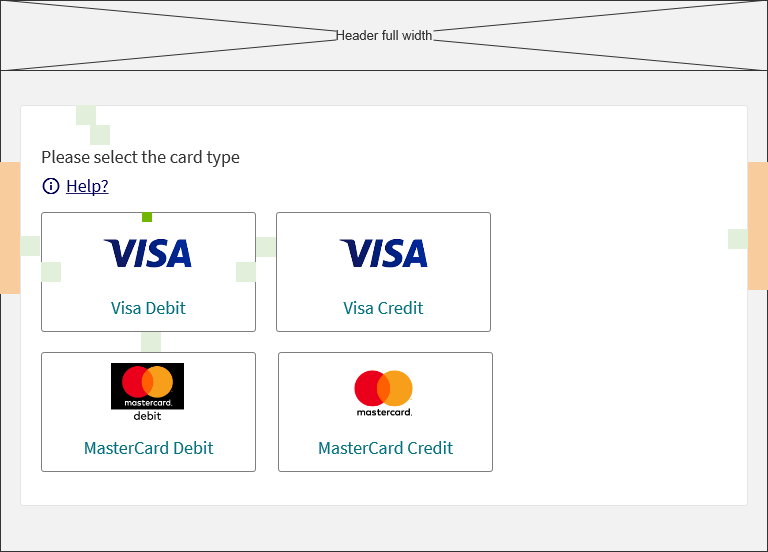 Header full width
Please select the card type
Help?
VISA VISA
Visa Debit Visa Credit
mastercard. mastercard.
debit
MasterCard Debit MasterCard Credit